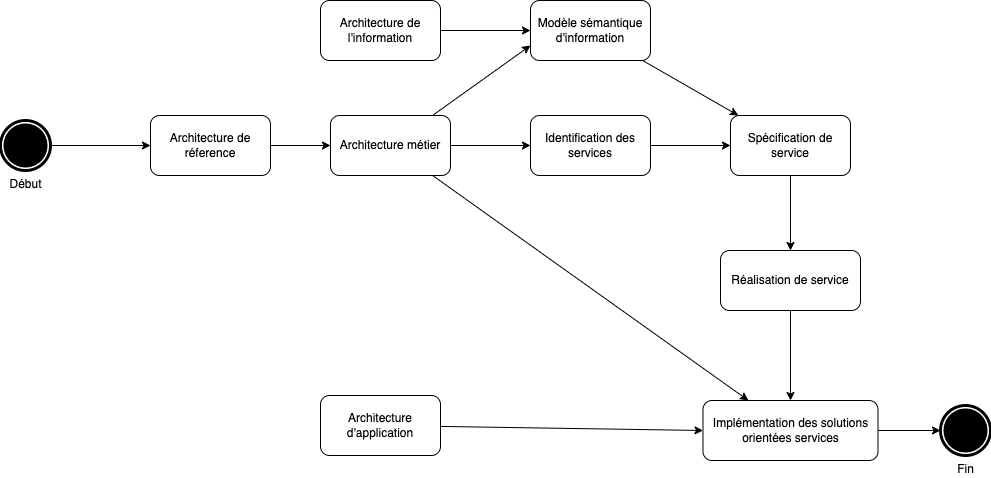 Architecture de
l'information
Modèle sémantique
d'information
Début
Architecture de
réference
Architecture métier
Identification des
services
Spécification de
service
Réalisation de service
Architecture
d'application
Implémentation des solutions
orientées services
Fin